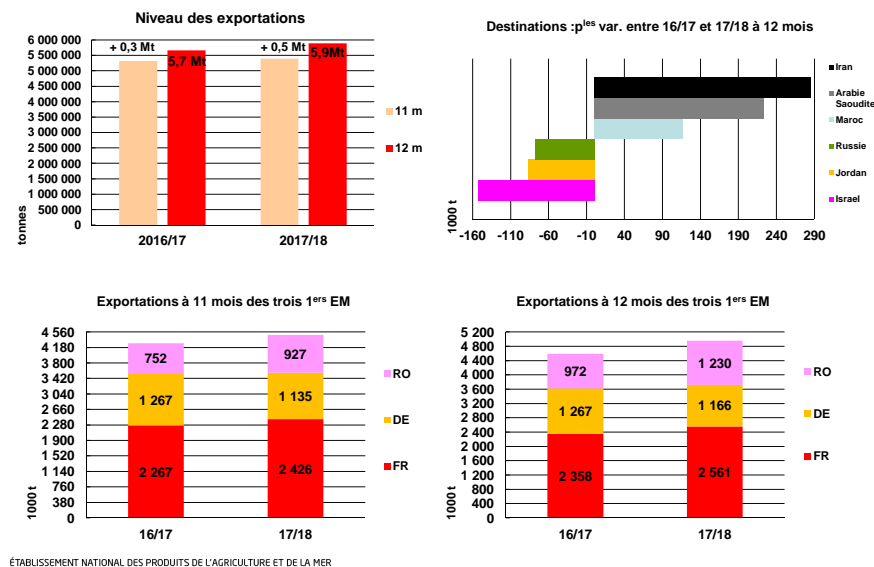 Niveau des exportations
6 000 000
5 500 000
5 000 000
4 500 000
4 000 000
3 500 000
3 000 000
2 500 000
2 000 000
1 500 000
1 000 000
500 000
0
tonnes
+ 0,3 Mt
5,7 Mt
+ 0,5 Mt
5,9Mt
2016/17
2017/18
11 m
12 m
Destinations :ples var. entre 16/17 et 17/18 à 12 mois
1000 t
-160 -110 -60 -10 40 90 140 190 240 290
Iran
Arabie
Saoudite
Maroc
Russie
Jordan
Israel
Exportations à 11 mois des trois 1ers EM
4 560
4 180
3 800
3 420
3 040
2 660
2 280
1 900
1 520
1 140
760
380
0
1000 t
752
927
1 267
1 135
2 267
2 426
16/17
17/18
RO
DE
FR
Exportations à 12 mois des trois 1ers EM
5 200
4 800
4 400
4 000
3 600
3 200
2 800
2 400
2 000
1 600
1 200
800
400
0
1000 t
972
1 230
1 267
1 166
2 358
2 561
16/17
17/18
RO
DE
FR
ÉTABLISSEMENT NATIONAL DES PRODUITS DE L'AGRICULTURE ET DE LA MER